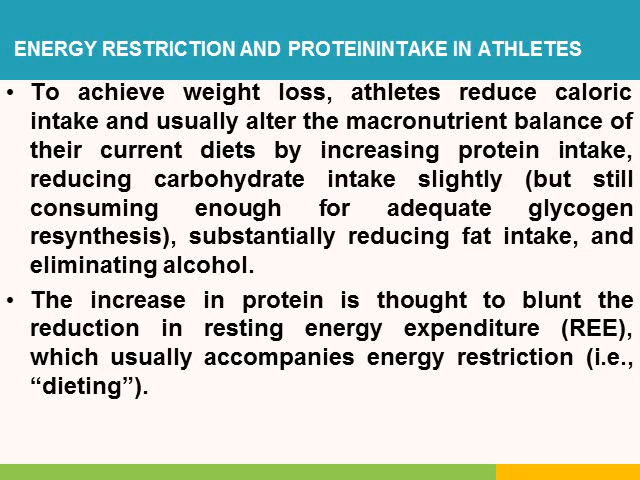 ENERGY RESTRICTION AND PROTEININTAKE IN ATHLETES
• To achieve weight loss, athletes reduce caloric
intake and usually alter the macronutrient balance of
their current diets by increasing protein intake,
reducing carbohydrate intake slightly (but still
consuming enough for adequate glycogen
resynthesis), substantially reducing fat intake, and
eliminating alcohol.
• The increase in protein is thought to blunt the
reduction in resting energy expenditure (REE),
which usually accompanies energy restriction (i.e.,
“dieting”).